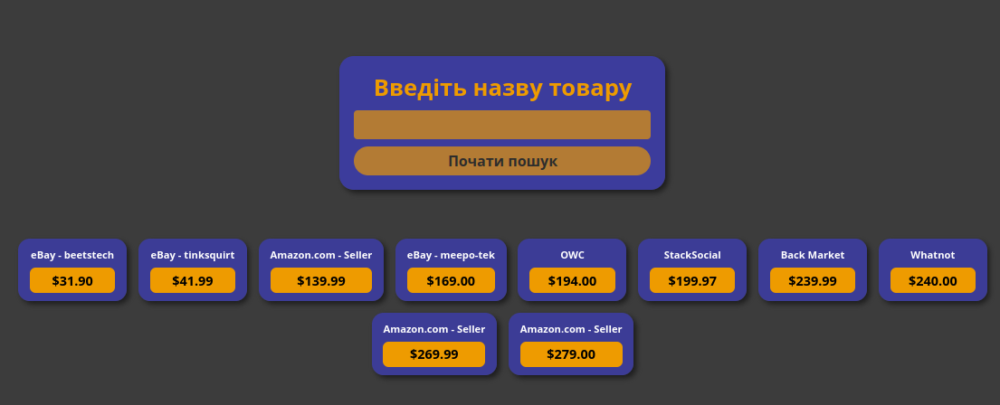 Введіть назву товару
Почати пошук
eBay - beetstech
$31.90
eBay - tinksquirt
$41.99
Amazon.com - Seller
$139.99
eBay - meepo-tek
$169.00
OWC
$194.00
StackSocial
$199.97
Back Market
$239.99
Whatnot
$240.00
Amazon.com - Seller
$269.99
Amazon.com - Seller
$279.00